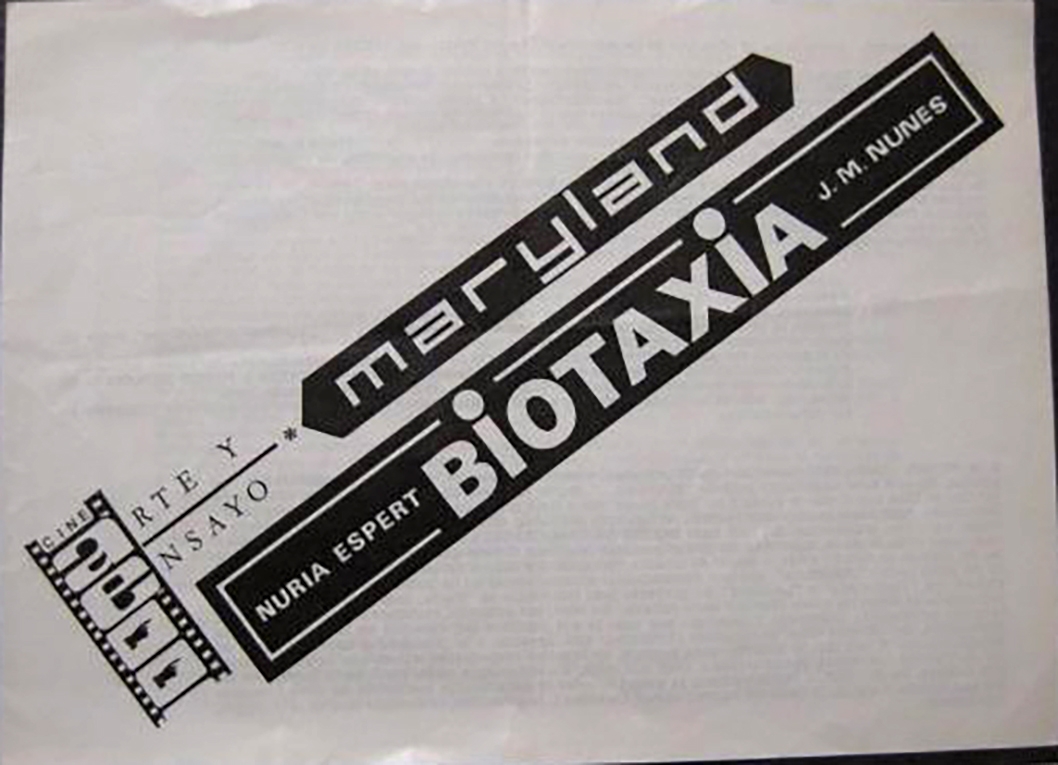 maryland
NURIA ESPERT BiOTAXiA J. M. NUNES
CINE
RTE Y *
NSAYO